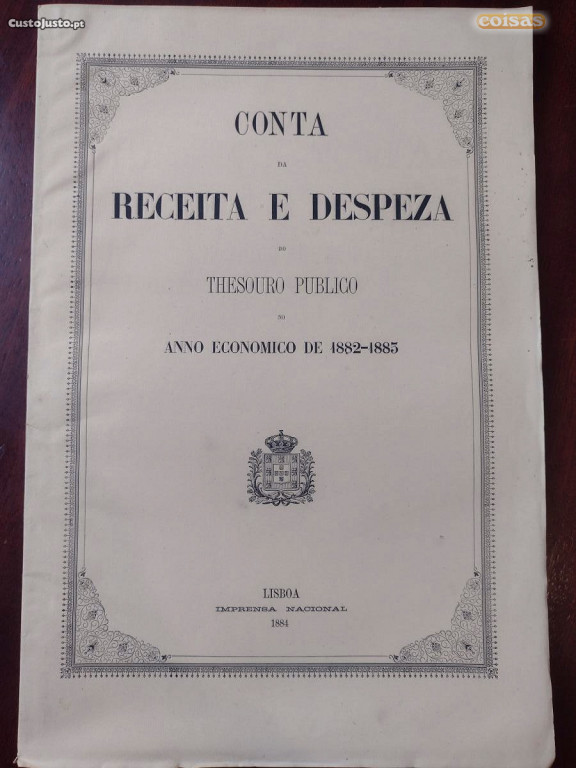 CustoJusto.pt
coisas
CONTA
DA
RECEITA E DESPEZA
DO
THESOURO PUBLICO
NO
ANNO ECONOMICO DE 1882-1883
LISBOA
IMPRENSA NACIONAL
1884